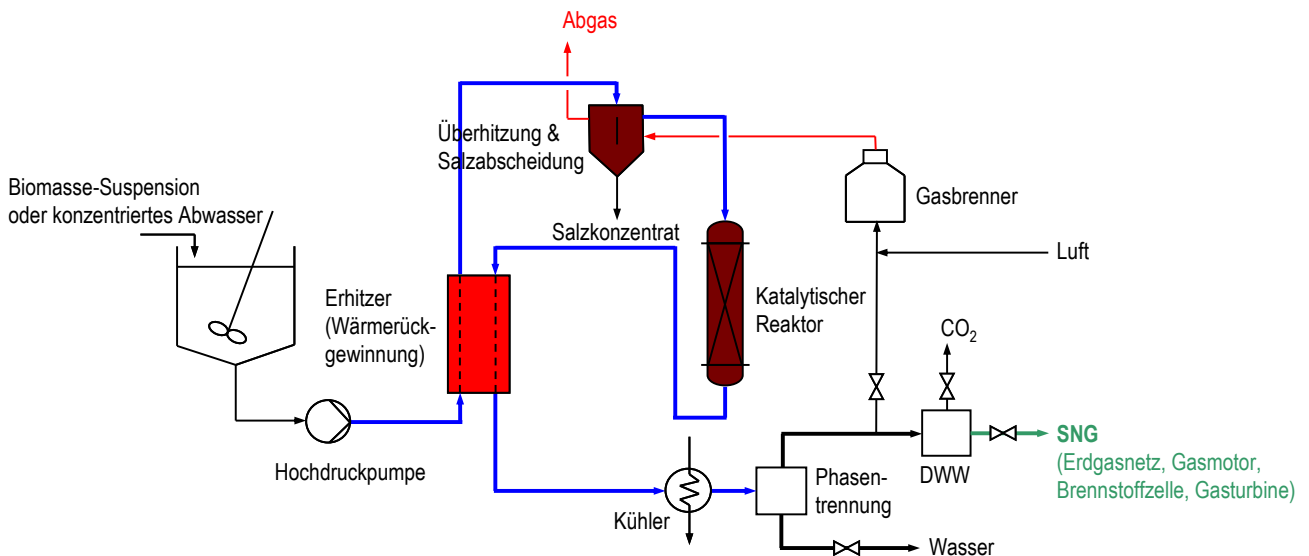 Abgas
Überhitzung &
Salzabscheidung
Biomasse-Suspension
oder konzentriertes Abwasser
Gasbrenner
Salzkonzentrat
Luft
Erhitzer
(Wärmerück-
gewinnung)
Katalytischer
Reaktor
CO₂
Hochdruckpumpe
SNG
(Erdgasnetz, Gasmotor,
Brennstoffzelle, Gasturbine)
DWW
Phasen-
trennung
Kühler
Wasser